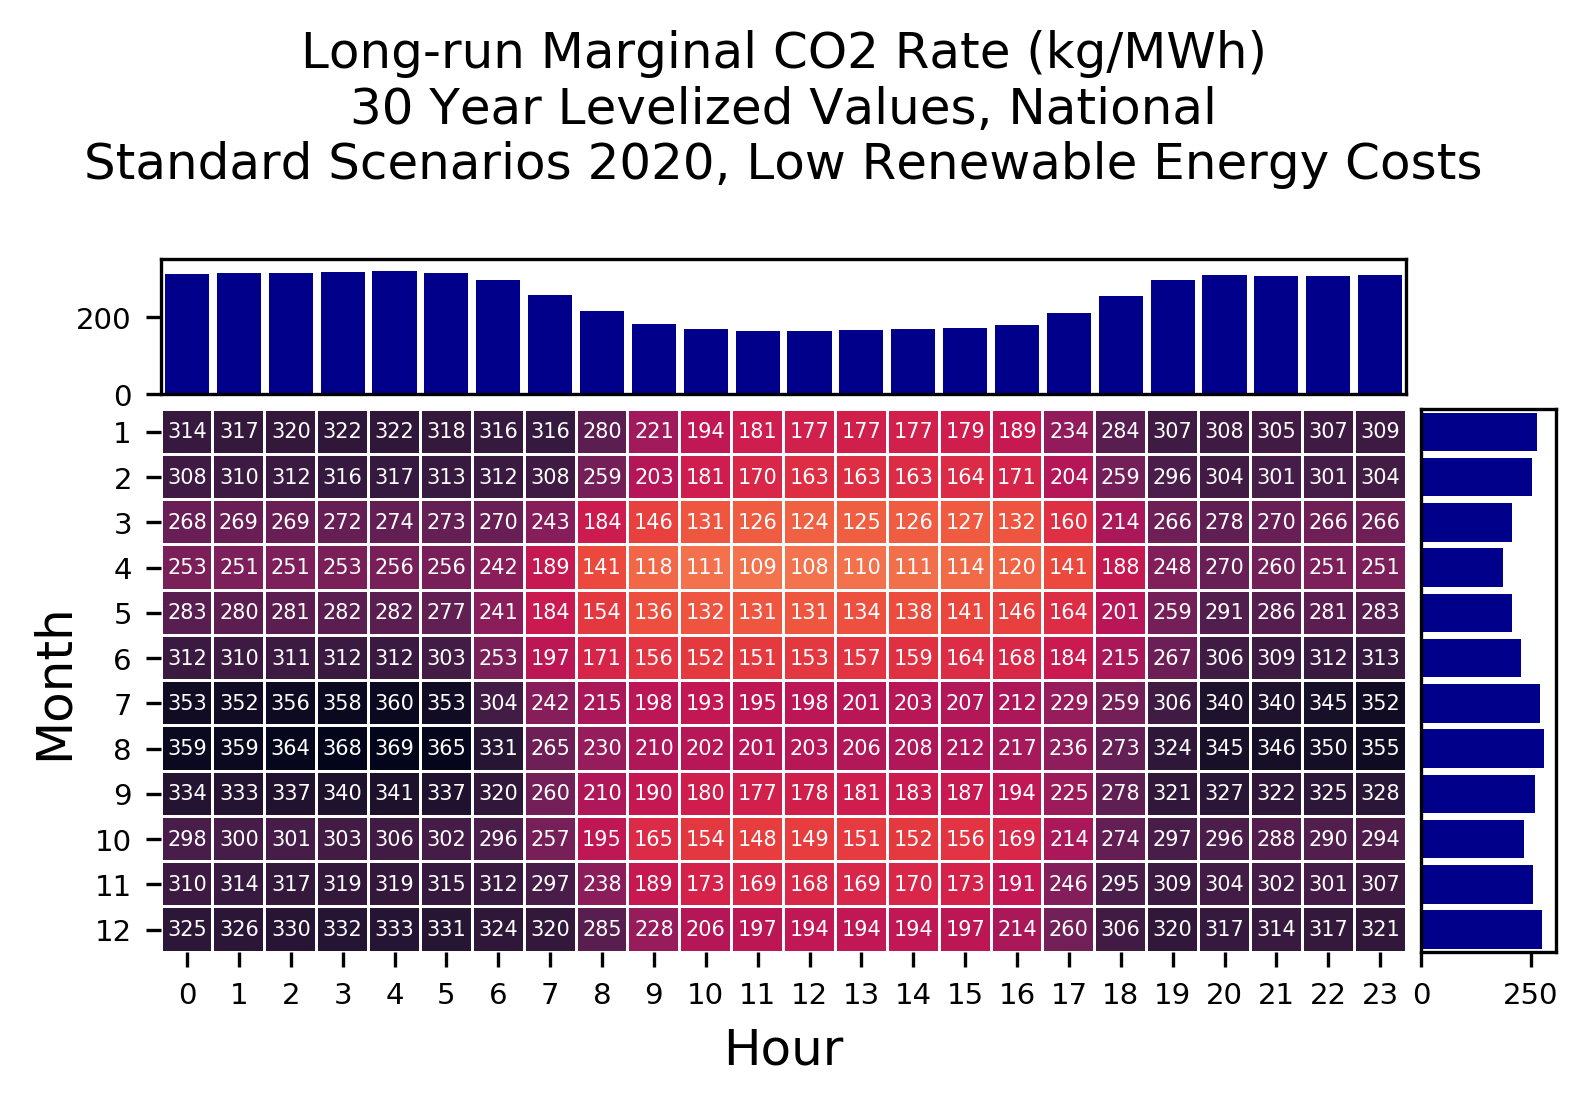 Long-run Marginal CO2 Rate (kg/MWh)
30 Year Levelized Values, National
Standard Scenarios 2020, Low Renewable Energy Costs
200
0
1 314 317 320 322 322 318 316 316 280 221 194 181 177 177 177 179 189 234 284 307 308 305 307 309
2 308 310 312 316 317 313 312 308 259 203 181 170 163 163 163 164 171 204 259 296 304 301 301 304
3 268 269 269 272 274 273 270 243 184 146 131 126 124 125 126 127 132 160 214 266 278 270 266 266
4 253 251 251 253 256 256 242 189 141 118 111 109 108 110 111 114 120 141 188 248 270 260 251 251
5 283 280 281 282 282 277 241 184 154 136 132 131 131 134 138 141 146 164 201 259 291 286 281 283
6 312 310 311 312 312 303 253 197 171 156 152 151 153 157 159 164 168 184 215 267 306 309 312 313
7 353 352 356 358 360 353 304 242 215 198 193 195 198 201 203 207 212 229 259 306 340 340 345 352
8 359 359 364 368 369 365 331 265 230 210 202 201 203 206 208 212 217 236 273 324 345 346 350 355
9 334 333 337 340 341 337 320 260 210 190 180 177 178 181 183 187 194 225 278 321 327 322 325 328
10 298 300 301 303 306 302 296 257 195 165 154 148 149 151 152 156 169 214 274 297 296 288 290 294
11 310 314 317 319 319 315 312 297 238 189 173 169 168 169 170 173 191 246 295 309 304 302 301 307
12 325 326 330 332 333 331 324 320 285 228 206 197 194 194 194 197 214 260 306 320 317 314 317 321
Month
0 1 2 3 4 5 6 7 8 9 10 11 12 13 14 15 16 17 18 19 20 21 22 23 0 250
Hour